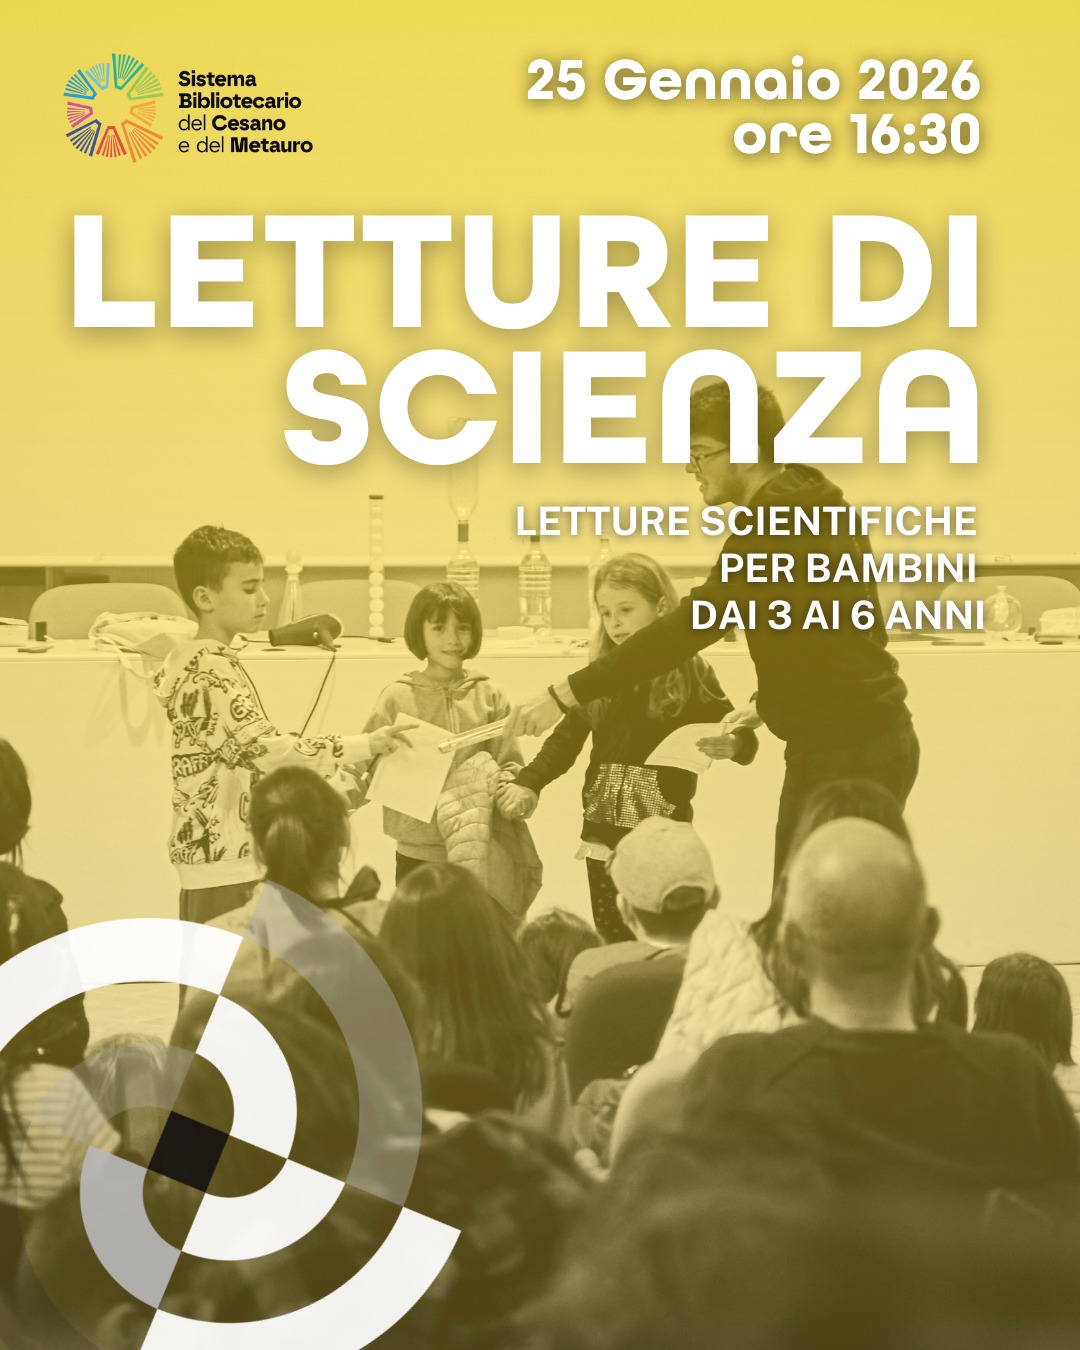 Sistema
Bibliotecario
del Cesano
e del Metauro
25 Gennaio 2026
ore 16:30
LETTURE DI
SCIENZA
LETTURE SCIENTIFICHE
PER BAMBINI
DAI 3 AI 6 ANNI